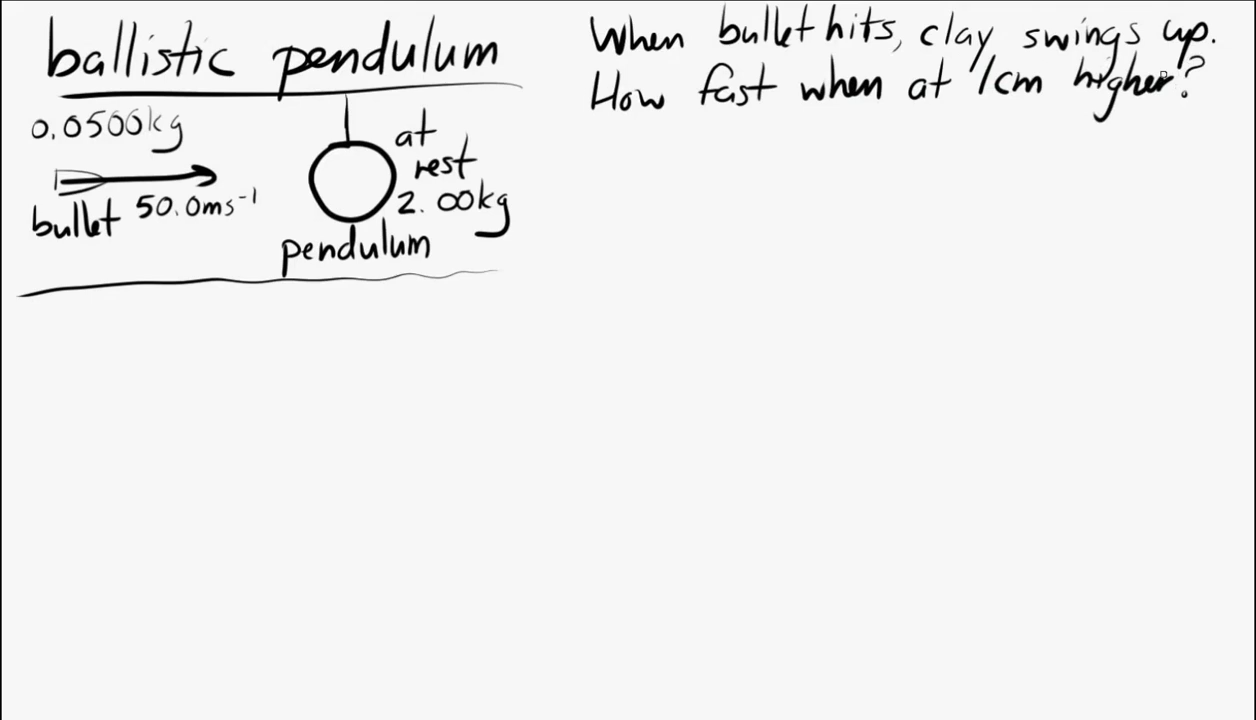 ballistic pendulum
0.0500kg
bullet 50.0ms⁻¹
at
rest
2.00kg
pendulum
When bullet hits, clay swings up.
How fast when at 1cm higher?